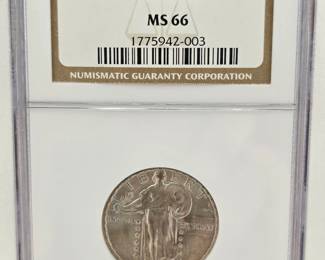 MS 66
1775942-003
NUMISMATIC GUARANTY CORPORATION
LIBERTY